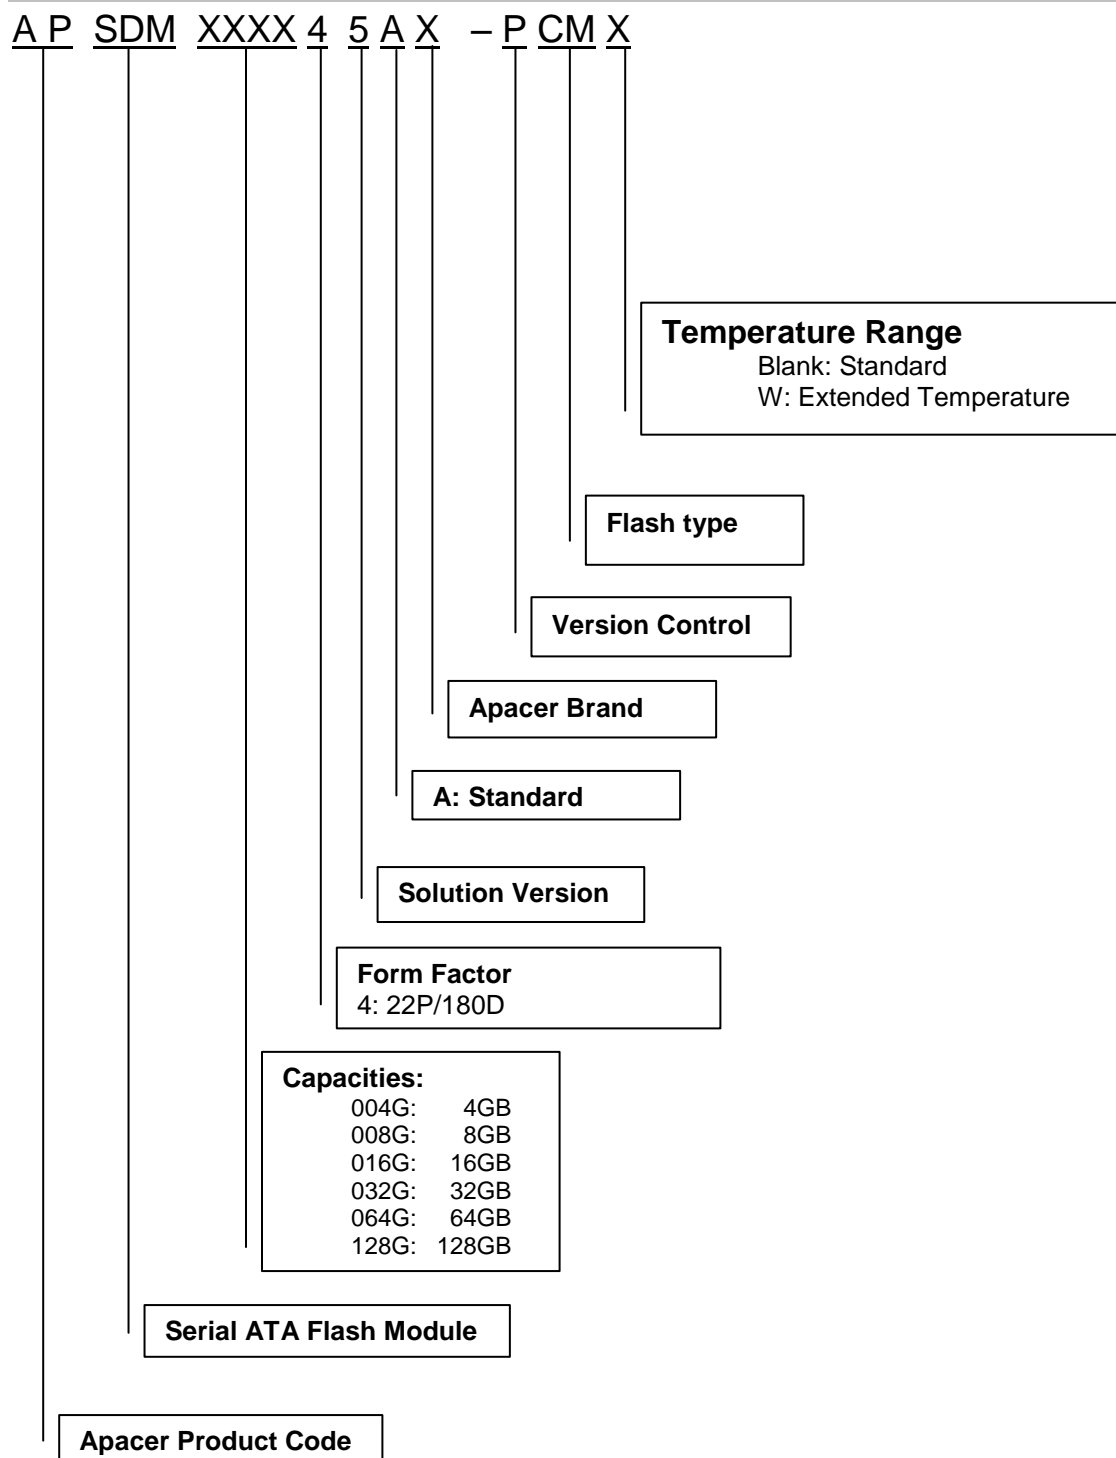 A P SDM XXXX 4 5 A X – P CM X
Temperature Range
Blank: Standard
W: Extended Temperature
Flash type
Version Control
Apacer Brand
A: Standard
Solution Version
Form Factor
4: 22P/180D
Capacities:
004G: 4GB
008G: 8GB
016G: 16GB
032G: 32GB
064G: 64GB
128G: 128GB
Serial ATA Flash Module
Apacer Product Code